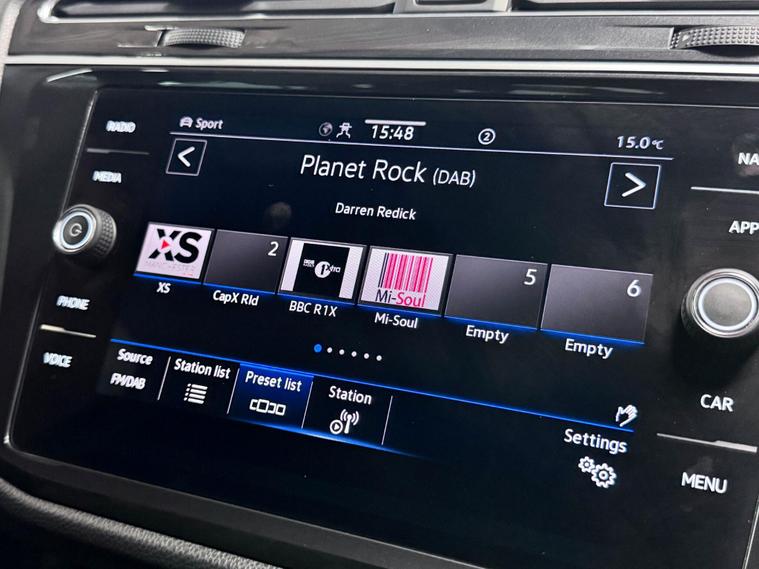 RADIO
Sport
15:48
2
15.0°C
NA
MEDIA
Planet Rock (DAB)
Darren Redick
APP
XS
MANCHESTER
2
5
6
Mi-Soul
XS
CapX Rld
BBC R1X
Mi-Soul
Empty
Empty
PHONE
VOICE
Source
FM/DAB
Station list
Preset list
Station
Settings
CAR
MENU